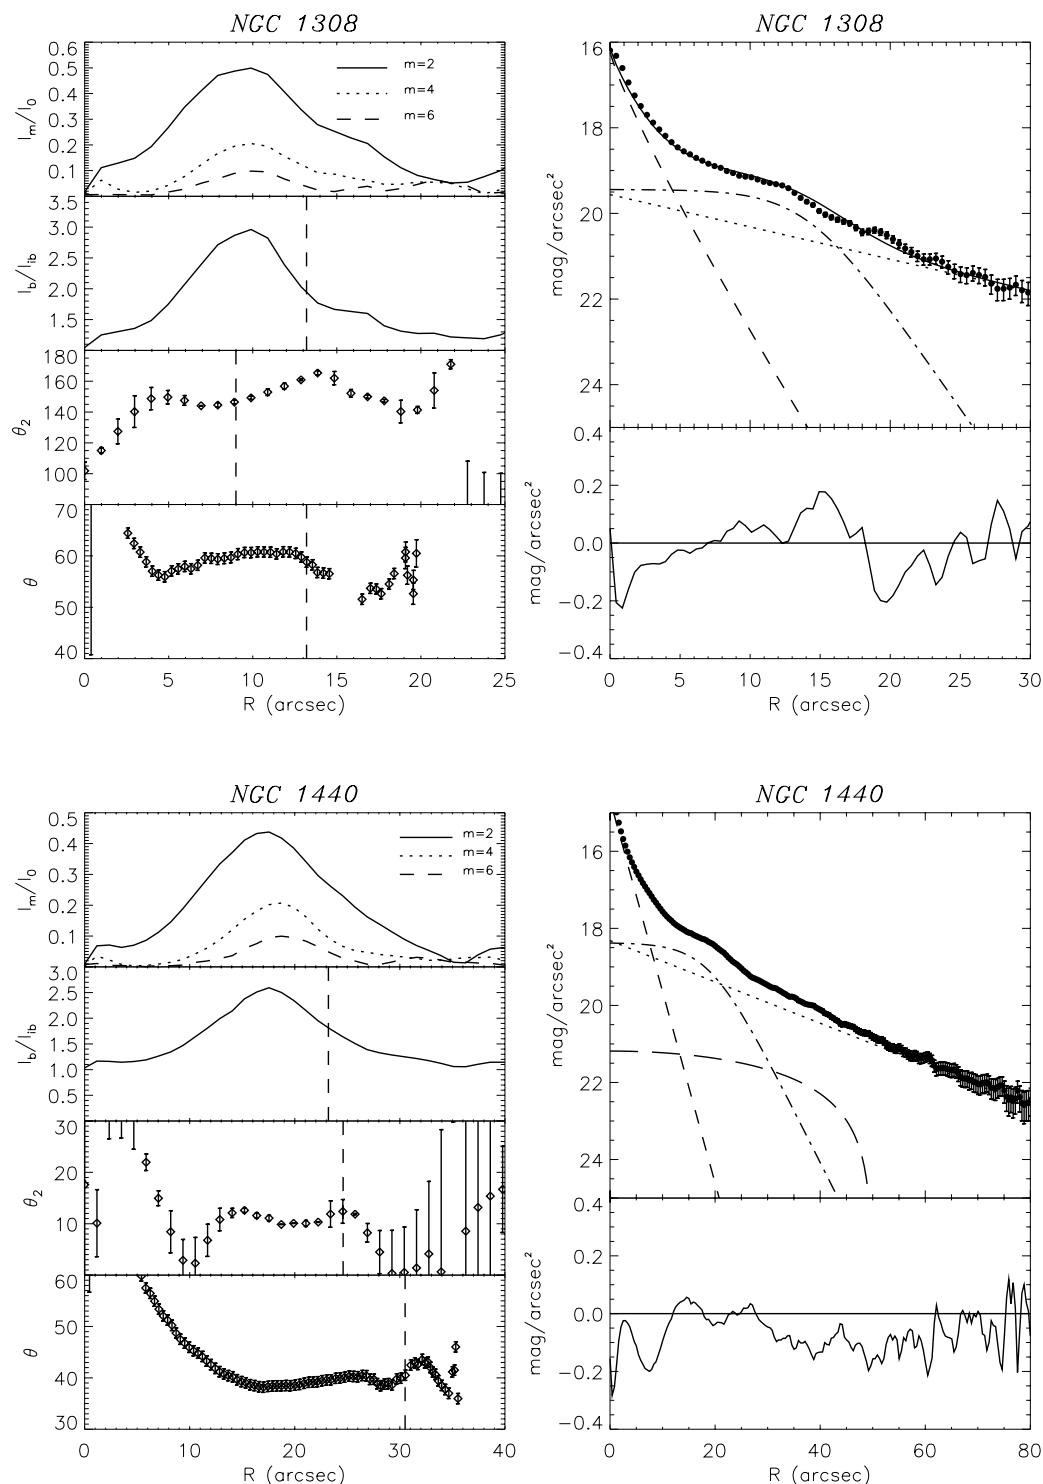 NGC 1308
NGC 1308
0.6
0.5
0.4
0.3
0.2
0.1
I_m/I_0
m=2
m=4
m=6
3.5
3.0
2.5
2.0
1.5
I_b/I_ib
180
160
140
120
100
θ_2
70
60
50
40
θ
0 5 10 15 20 25
R (arcsec)
16
18
20
22
24
mag/arcsec²
0.4
0.2
0.0
−0.2
−0.4
mag/arcsec²
0 5 10 15 20 25 30
R (arcsec)
NGC 1440
NGC 1440
0.5
0.4
0.3
0.2
0.1
I_m/I_0
m=2
m=4
m=6
3.0
2.5
2.0
1.5
1.0
0.5
I_b/I_ib
30
20
10
θ_2
60
50
40
30
θ
0 10 20 30 40
R (arcsec)
16
18
20
22
24
mag/arcsec²
0.4
0.2
0.0
−0.2
−0.4
mag/arcsec²
0 20 40 60 80
R (arcsec)